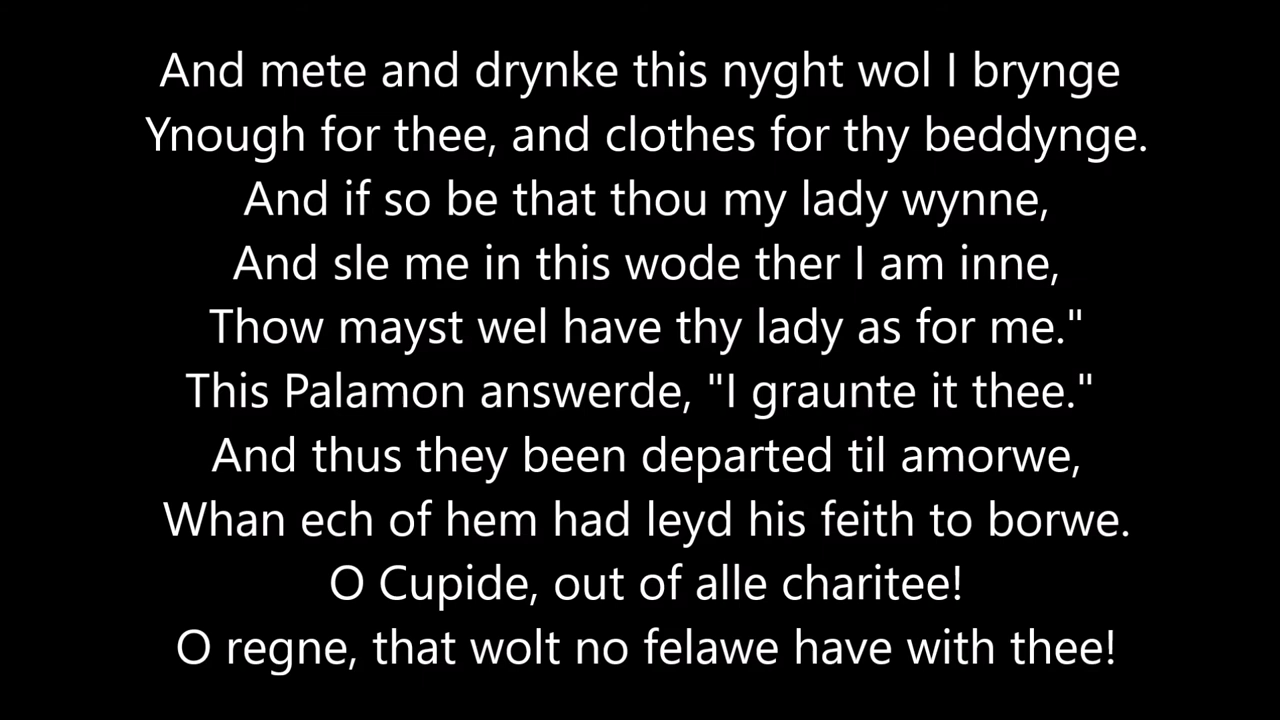 And mete and drynke this nyght wol I brynge
Ynough for thee, and clothes for thy beddynge.
And if so be that thou my lady wynne,
And sle me in this wode ther I am inne,
Thow mayst wel have thy lady as for me."
This Palamon answerde, "I graunte it thee."
And thus they been departed til amorwe,
Whan ech of hem had leyd his feith to borwe.
O Cupide, out of alle charitee!
O regne, that wolt no felawe have with thee!